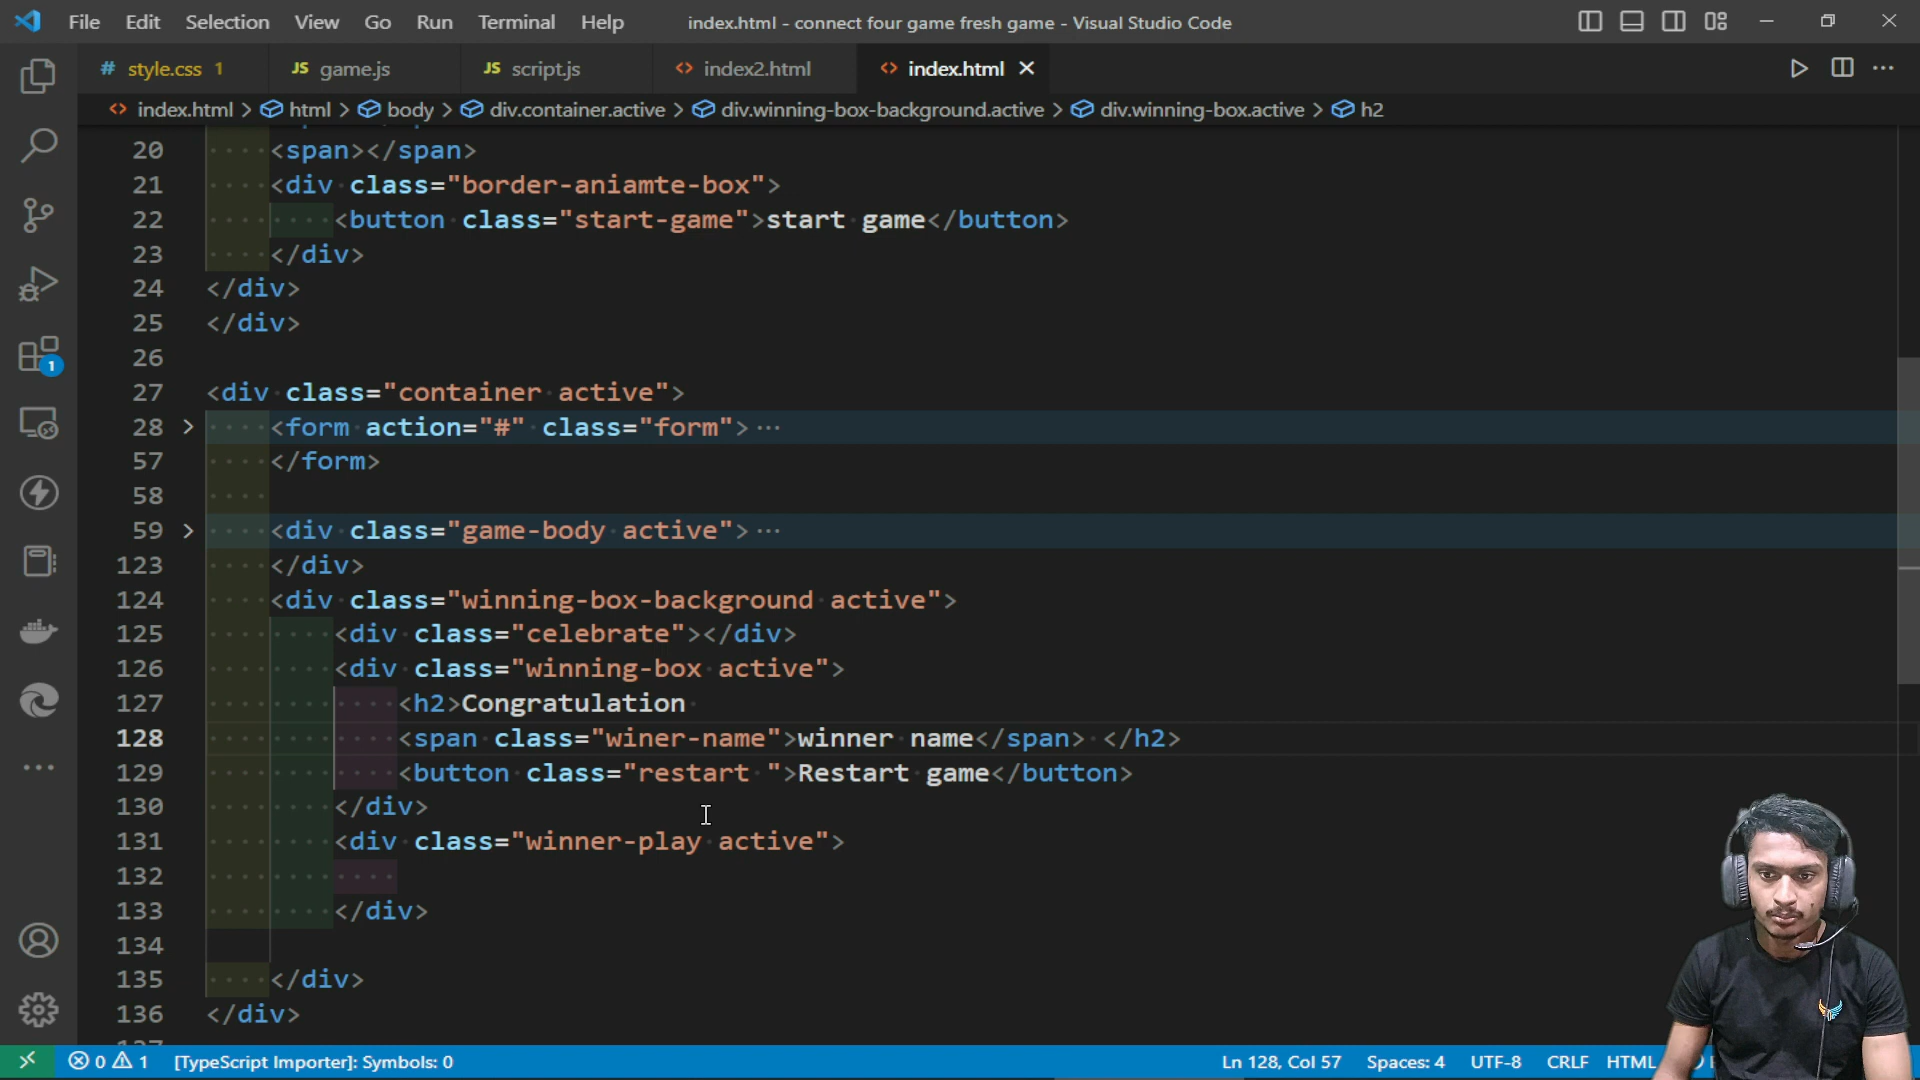 File Edit Selection View Go Run Terminal Help index.html - connect four game fresh game - Visual Studio Code
# style.css 1 JS game.js JS script.js <> index2.html <> index.html
<> index.html > html > body > div.container.active > div.winning-box-background.active > div.winning-box.active > h2
20 <span></span>
21 <div class="border-aniamte-box">
22 <button class="start-game">start game</button>
23 </div>
24 </div>
25 </div>
26
27 <div class="container active">
28 <form action="#" class="form"> ...
57 </form>
58
59 <div class="game-body active"> ...
123 </div>
124 <div class="winning-box-background active">
125 <div class="celebrate"></div>
126 <div class="winning-box active">
127 <h2>Congratulation
128 <span class="winer-name">winner name</span> </h2>
129 <button class="restart ">Restart game</button>
130 </div>
131 <div class="winner-play active">
132
133 </div>
134
135 </div>
136 </div>
1
0 1 [TypeScript Importer]: Symbols: 0 Ln 128, Col 57 Spaces: 4 UTF-8 CRLF HTML